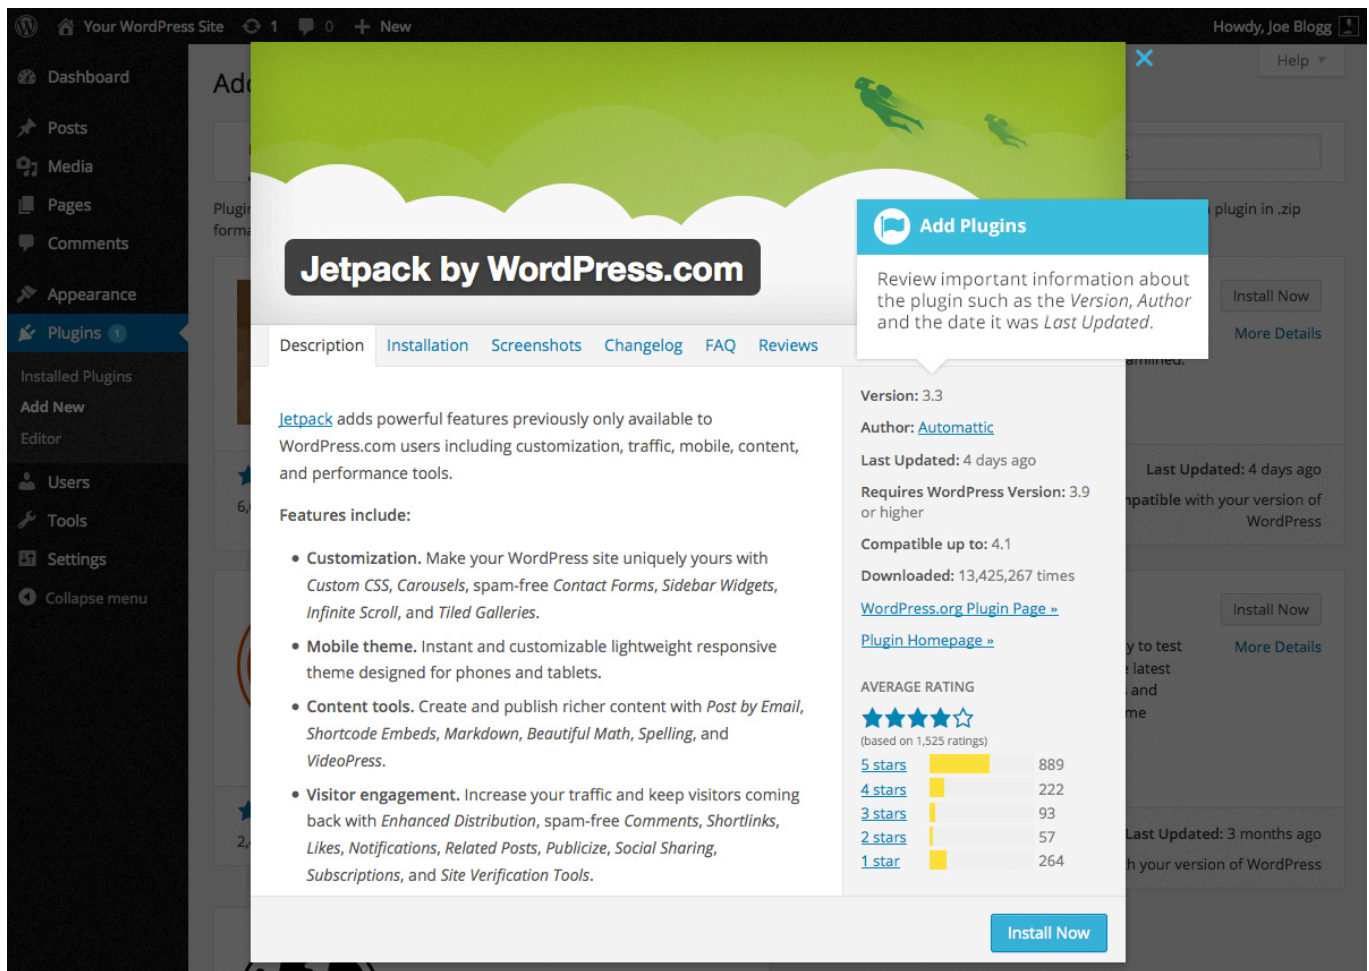 Your WordPress Site 1 0 New
Howdy, Joe Blogg
Help
Dashboard
Posts
Media
Pages
Comments
Appearance
Plugins 1
Installed Plugins
Add New
Editor
Users
Tools
Settings
Collapse menu
plugin in .zip
Jetpack by WordPress.com
Add Plugins
Review important information about
the plugin such as the Version, Author
and the date it was Last Updated.
Description Installation Screenshots Changelog FAQ Reviews
Jetpack adds powerful features previously only available to
WordPress.com users including customization, traffic, mobile, content,
and performance tools.
Features include:
• Customization. Make your WordPress site uniquely yours with
Custom CSS, Carousels, spam-free Contact Forms, Sidebar Widgets,
Infinite Scroll, and Tiled Galleries.
• Mobile theme. Instant and customizable lightweight responsive
theme designed for phones and tablets.
• Content tools. Create and publish richer content with Post by Email,
Shortcode Embeds, Markdown, Beautiful Math, Spelling, and
VideoPress.
• Visitor engagement. Increase your traffic and keep visitors coming
back with Enhanced Distribution, spam-free Comments, Shortlinks,
Likes, Notifications, Related Posts, Publicize, Social Sharing,
Subscriptions, and Site Verification Tools.
Version: 3.3
Author: Automattic
Last Updated: 4 days ago
Requires WordPress Version: 3.9
or higher
Compatible up to: 4.1
Downloaded: 13,425,267 times
WordPress.org Plugin Page »
Plugin Homepage »
AVERAGE RATING
(based on 1,525 ratings)
5 stars 889
4 stars 222
3 stars 93
2 stars 57
1 star 264
Install Now
Install Now
More Details
Last Updated: 4 days ago
with your version of
WordPress
Install Now
More Details
y to test
latest
and
me
Last Updated: 3 months ago
your version of WordPress